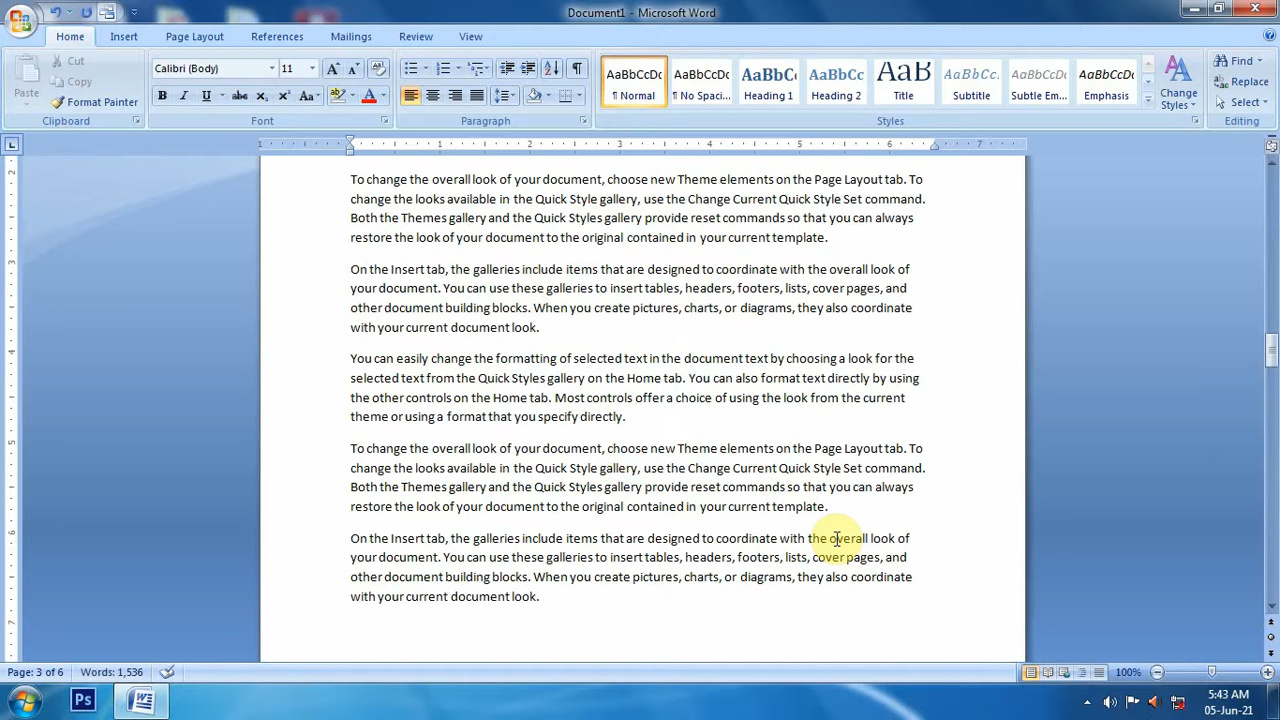 Document1 - Microsoft Word
Home Insert Page Layout References Mailings Review View
Paste
Cut
Copy
Format Painter
Clipboard
Calibri (Body) 11
Font
Paragraph
AaBbCcDc AaBbCcDc AaBbC AaBbCc AaB AaBbCc. AaBbCcDc AaBbCcDc
¶ Normal ¶ No Spaci... Heading 1 Heading 2 Title Subtitle Subtle Em... Emphasis
Change
Styles
Styles
Find
Replace
Select
Editing
1 1 2 3 4 5 6 7
2
3
4
5
6
7
To change the overall look of your document, choose new Theme elements on the Page Layout tab. To
change the looks available in the Quick Style gallery, use the Change Current Quick Style Set command.
Both the Themes gallery and the Quick Styles gallery provide reset commands so that you can always
restore the look of your document to the original contained in your current template.
On the Insert tab, the galleries include items that are designed to coordinate with the overall look of
your document. You can use these galleries to insert tables, headers, footers, lists, cover pages, and
other document building blocks. When you create pictures, charts, or diagrams, they also coordinate
with your current document look.
You can easily change the formatting of selected text in the document text by choosing a look for the
selected text from the Quick Styles gallery on the Home tab. You can also format text directly by using
the other controls on the Home tab. Most controls offer a choice of using the look from the current
theme or using a format that you specify directly.
To change the overall look of your document, choose new Theme elements on the Page Layout tab. To
change the looks available in the Quick Style gallery, use the Change Current Quick Style Set command.
Both the Themes gallery and the Quick Styles gallery provide reset commands so that you can always
restore the look of your document to the original contained in your current template.
On the Insert tab, the galleries include items that are designed to coordinate with the overall look of
your document. You can use these galleries to insert tables, headers, footers, lists, cover pages, and
other document building blocks. When you create pictures, charts, or diagrams, they also coordinate
with your current document look.
Page: 3 of 6 Words: 1,536 100%
Ps
5:43 AM
05-Jun-21